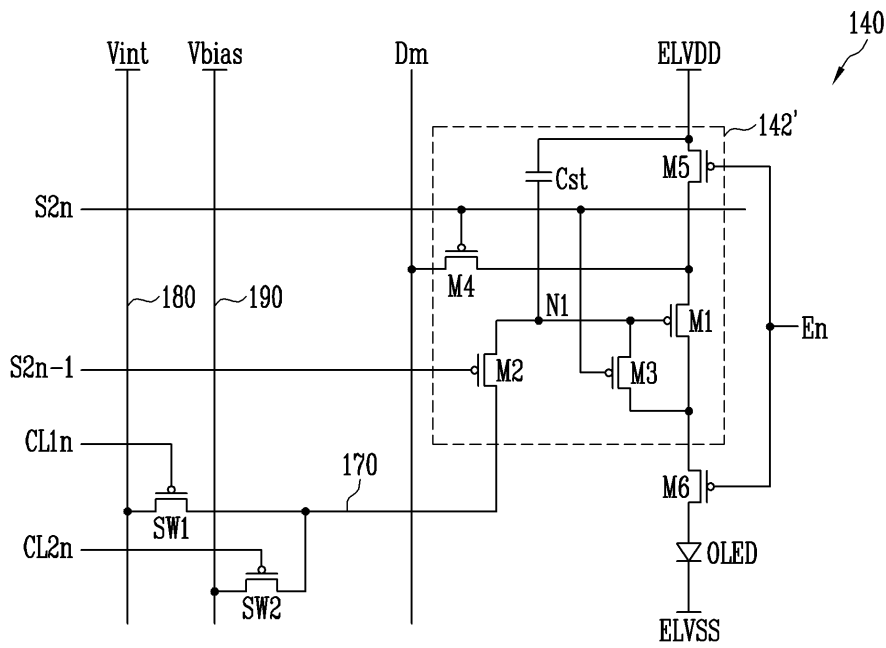 140
Vint
Vbias
Dm
ELVDD
142'
M5
Cst
S2n
M4
180
190
N1
M1
En
S2n-1
M2
M3
CL1n
170
M6
SW1
CL2n
OLED
SW2
ELVSS